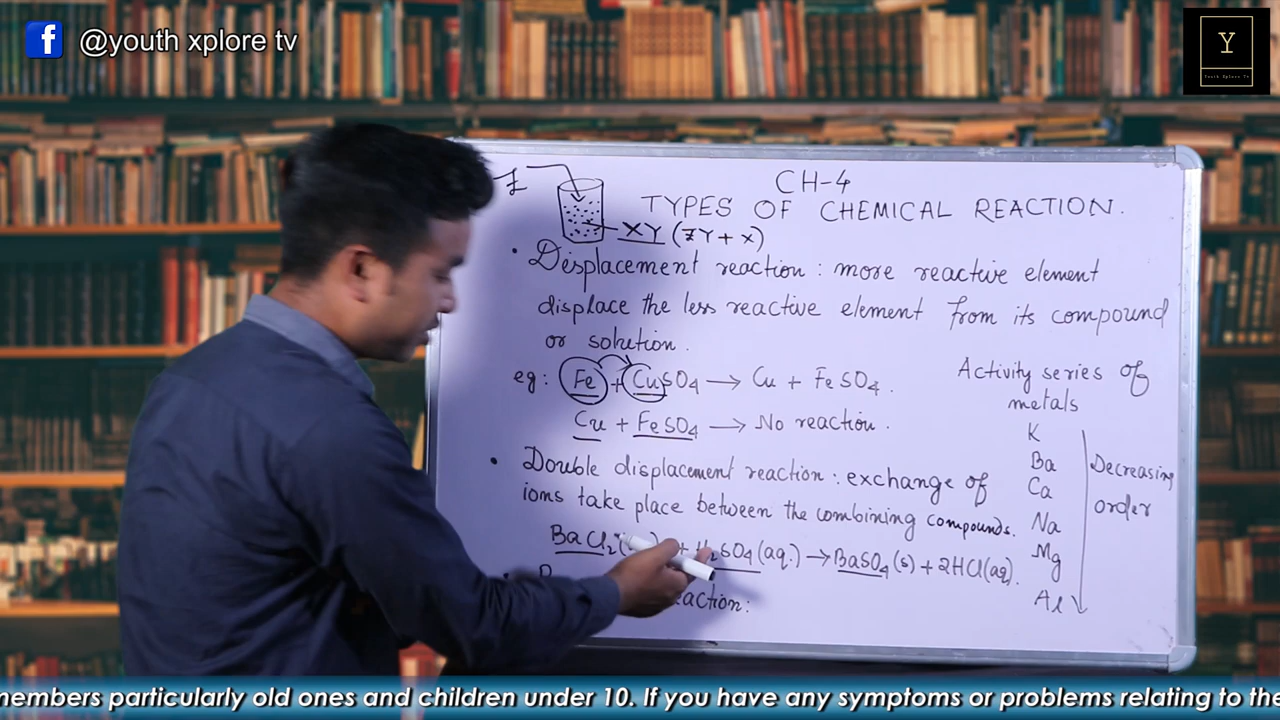 @youth xplore tv
Y
Youth Xplore Tv
CH-4
TYPES OF CHEMICAL REACTION.
Z
XY (ZY + X)
• Displacement reaction : more reactive element
displace the less reactive element from its compound
or solution.
eg : Fe + CuSO4 → Cu + FeSO4.
Cu + FeSO4 → No reaction.
• Double displacement reaction : exchange of
ions take place between the combining compounds.
BaCl2 + H2SO4 (aq.) → BaSO4 (s) + 2HCl (aq).
Activity series of
metals
K
Ba
Ca
Na
Mg
Al
Decreasing
order
members particularly old ones and children under 10. If you have any symptoms or problems relating to the